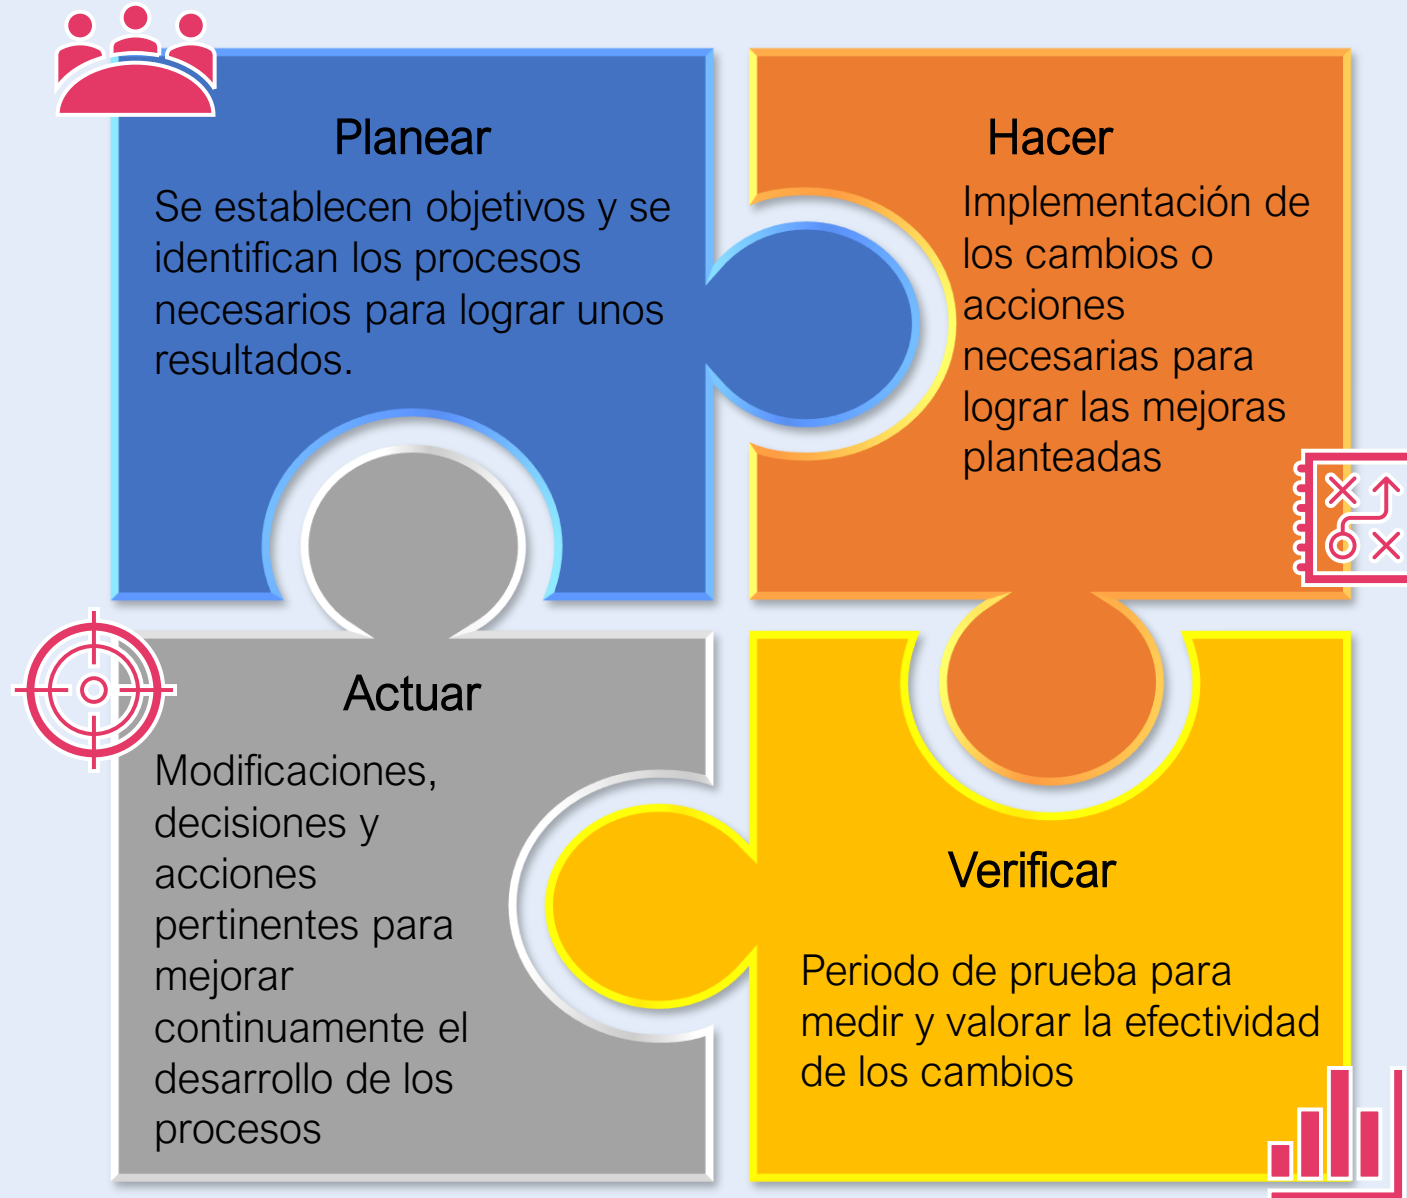 Planear
Se establecen objetivos y se
identifican los procesos
necesarios para lograr unos
resultados.
Hacer
Implementación de
los cambios o
acciones
necesarias para
lograr las mejoras
planteadas
Actuar
Modificaciones,
decisiones y
acciones
pertinentes para
mejorar
continuamente el
desarrollo de los
procesos
Verificar
Periodo de prueba para
medir y valorar la efectividad
de los cambios